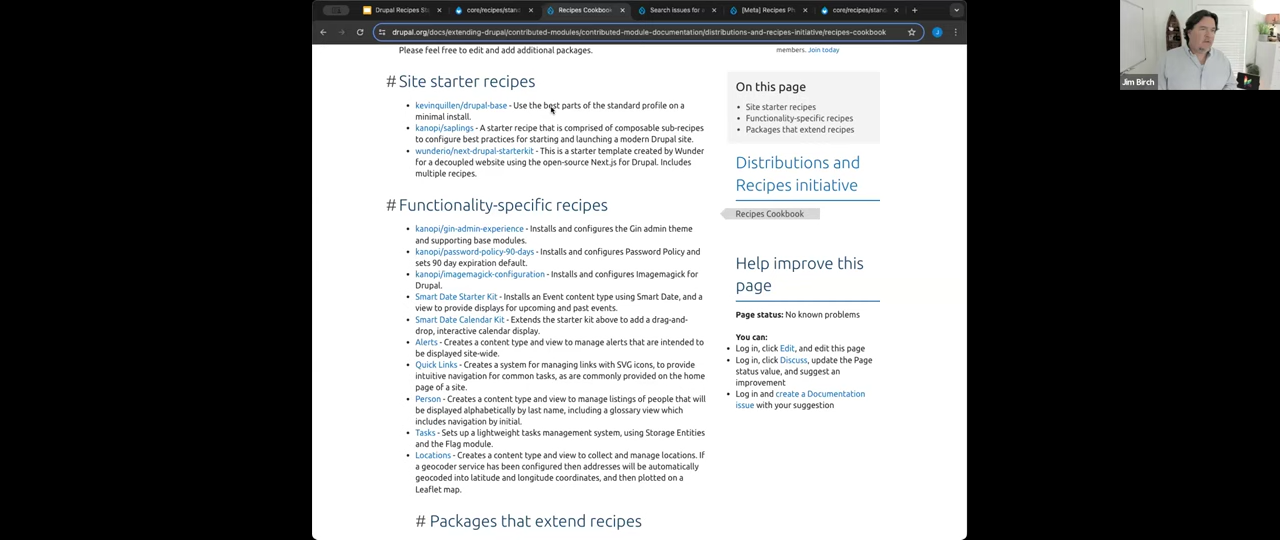 Drupal Recipes Sta
core/recipes/stand
Recipes Cookbook
Search issues for a
[Meta] Recipes Ph
core/recipes/stand
drupal.org/docs/extending-drupal/contributed-modules/contributed-module-documentation/distributions-and-recipes-initiative/recipes-cookbook
J
Please feel free to edit and add additional packages.
# Site starter recipes
• kevinquillen/drupal-base - Use the best parts of the standard profile on a
minimal install.
• kanopi/saplings - A starter recipe that is comprised of composable sub-recipes
to configure best practices for starting and launching a modern Drupal site.
• wunderio/next-drupal-starterkit - This is a starter template created by Wunder
for a decoupled website using the open-source Next.js for Drupal. Includes
multiple recipes.
# Functionality-specific recipes
• kanopi/gin-admin-experience - Installs and configures the Gin admin theme
and supporting base modules.
• kanopi/password-policy-90-days - Installs and configures Password Policy and
sets 90 day expiration default.
• kanopi/imagemagick-configuration - Installs and configures Imagemagick for
Drupal.
• Smart Date Starter Kit - Installs an Event content type using Smart Date, and a
view to provide displays for upcoming and past events.
• Smart Date Calendar Kit - Extends the starter kit above to add a drag-and-
drop, interactive calendar display.
• Alerts - Creates a content type and view to manage alerts that are intended to
be displayed site-wide.
• Quick Links - Creates a system for managing links with SVG icons, to provide
intuitive navigation for common tasks, as are commonly provided on the home
page of a site.
• Person - Creates a content type and view to manage listings of people that will
be displayed alphabetically by last name, including a glossary view which
includes navigation by initial.
• Tasks - Sets up a lightweight tasks management system, using Storage Entities
and the Flag module.
• Locations - Creates a content type and view to collect and manage locations. If
a geocoder service has been configured then addresses will be automatically
geocoded into latitude and longitude coordinates, and then plotted on a
Leaflet map.
# Packages that extend recipes
members. Join today
On this page
• Site starter recipes
• Functionality-specific recipes
• Packages that extend recipes
Distributions and
Recipes initiative
Recipes Cookbook
Help improve this
page
Page status: No known problems
You can:
• Log in, click Edit, and edit this page
• Log in, click Discuss, update the Page
status value, and suggest an
improvement
• Log in and create a Documentation
issue with your suggestion
Jim Birch